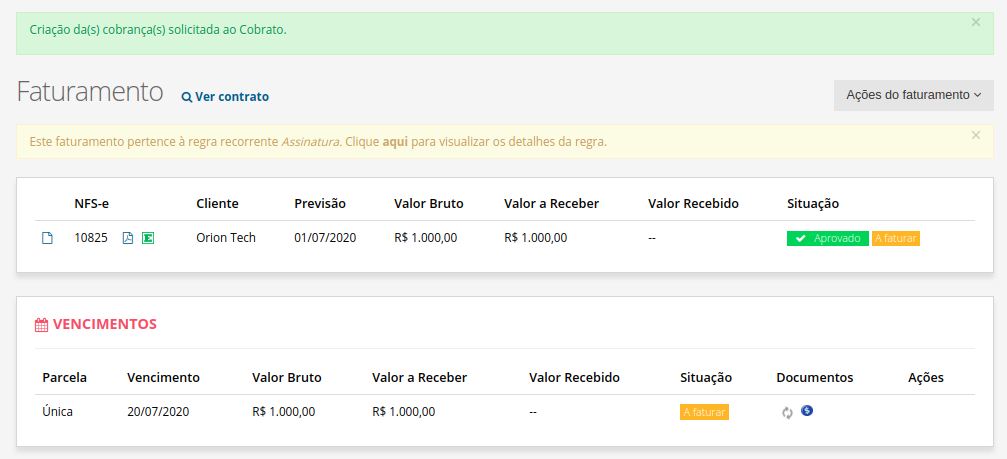 Criação da(s) cobrança(s) solicitada ao Cobrato.
Faturamento Ver contrato Ações do faturamento
Este faturamento pertence à regra recorrente Assinatura. Clique aqui para visualizar os detalhes da regra.
NFS-e Cliente Previsão Valor Bruto Valor a Receber Valor Recebido Situação
10825 Orion Tech 01/07/2020 R$ 1.000,00 R$ 1.000,00 -- Aprovado A faturar
VENCIMENTOS
Parcela Vencimento Valor Bruto Valor a Receber Valor Recebido Situação Documentos Ações
Única 20/07/2020 R$ 1.000,00 R$ 1.000,00 -- A faturar